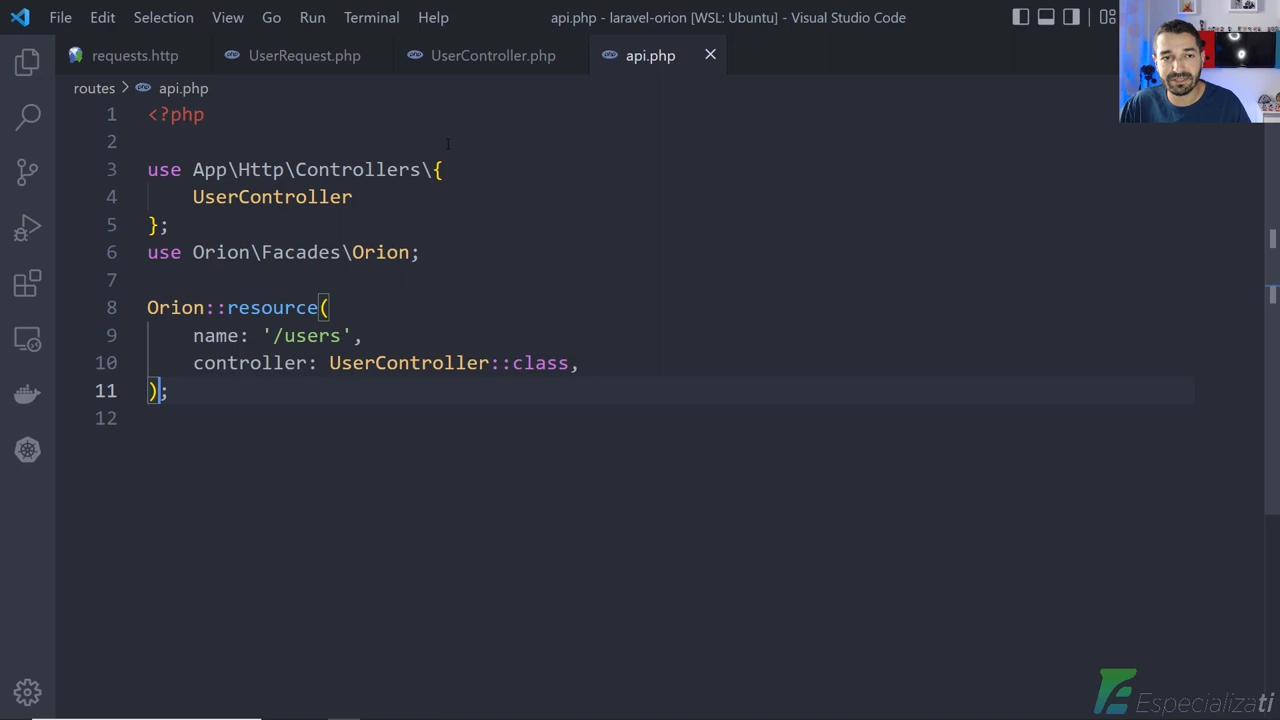 File Edit Selection View Go Run Terminal Help api.php - laravel-orion [WSL: Ubuntu] - Visual Studio Code
requests.http UserRequest.php UserController.php api.php
routes > api.php
1 <?php
2
3 use App\Http\Controllers\{
4 UserController
5 };
6 use Orion\Facades\Orion;
7
8 Orion::resource(
9 name: '/users',
10 controller: UserController::class,
11 );
12
Especializati